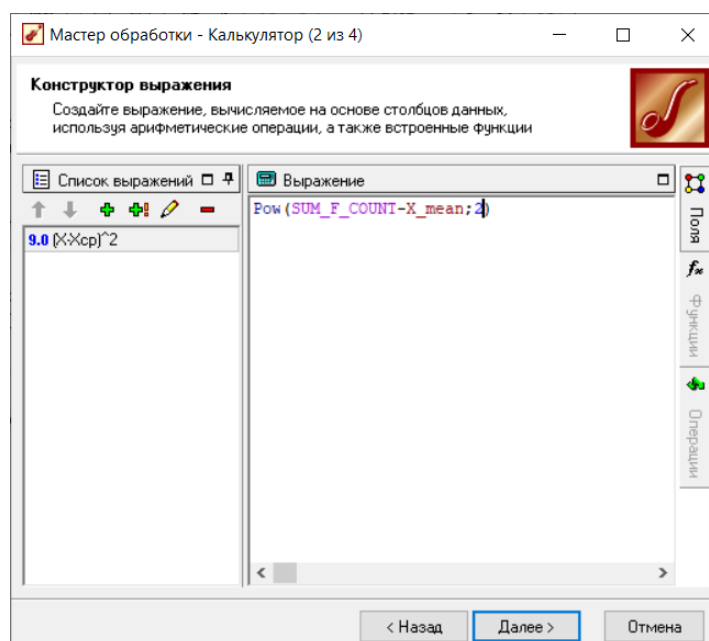 Мастер обработки - Калькулятор (2 из 4)
Конструктор выражения
Создайте выражение, вычисляемое на основе столбцов данных,
используя арифметические операции, а также встроенные функции
Список выражений
9.0 (X-Xср)^2
Выражение
Pow(SUM_F_COUNT-X_mean;2)
Поля
fx
Функции
Операции
< Назад
Далее >
Отмена